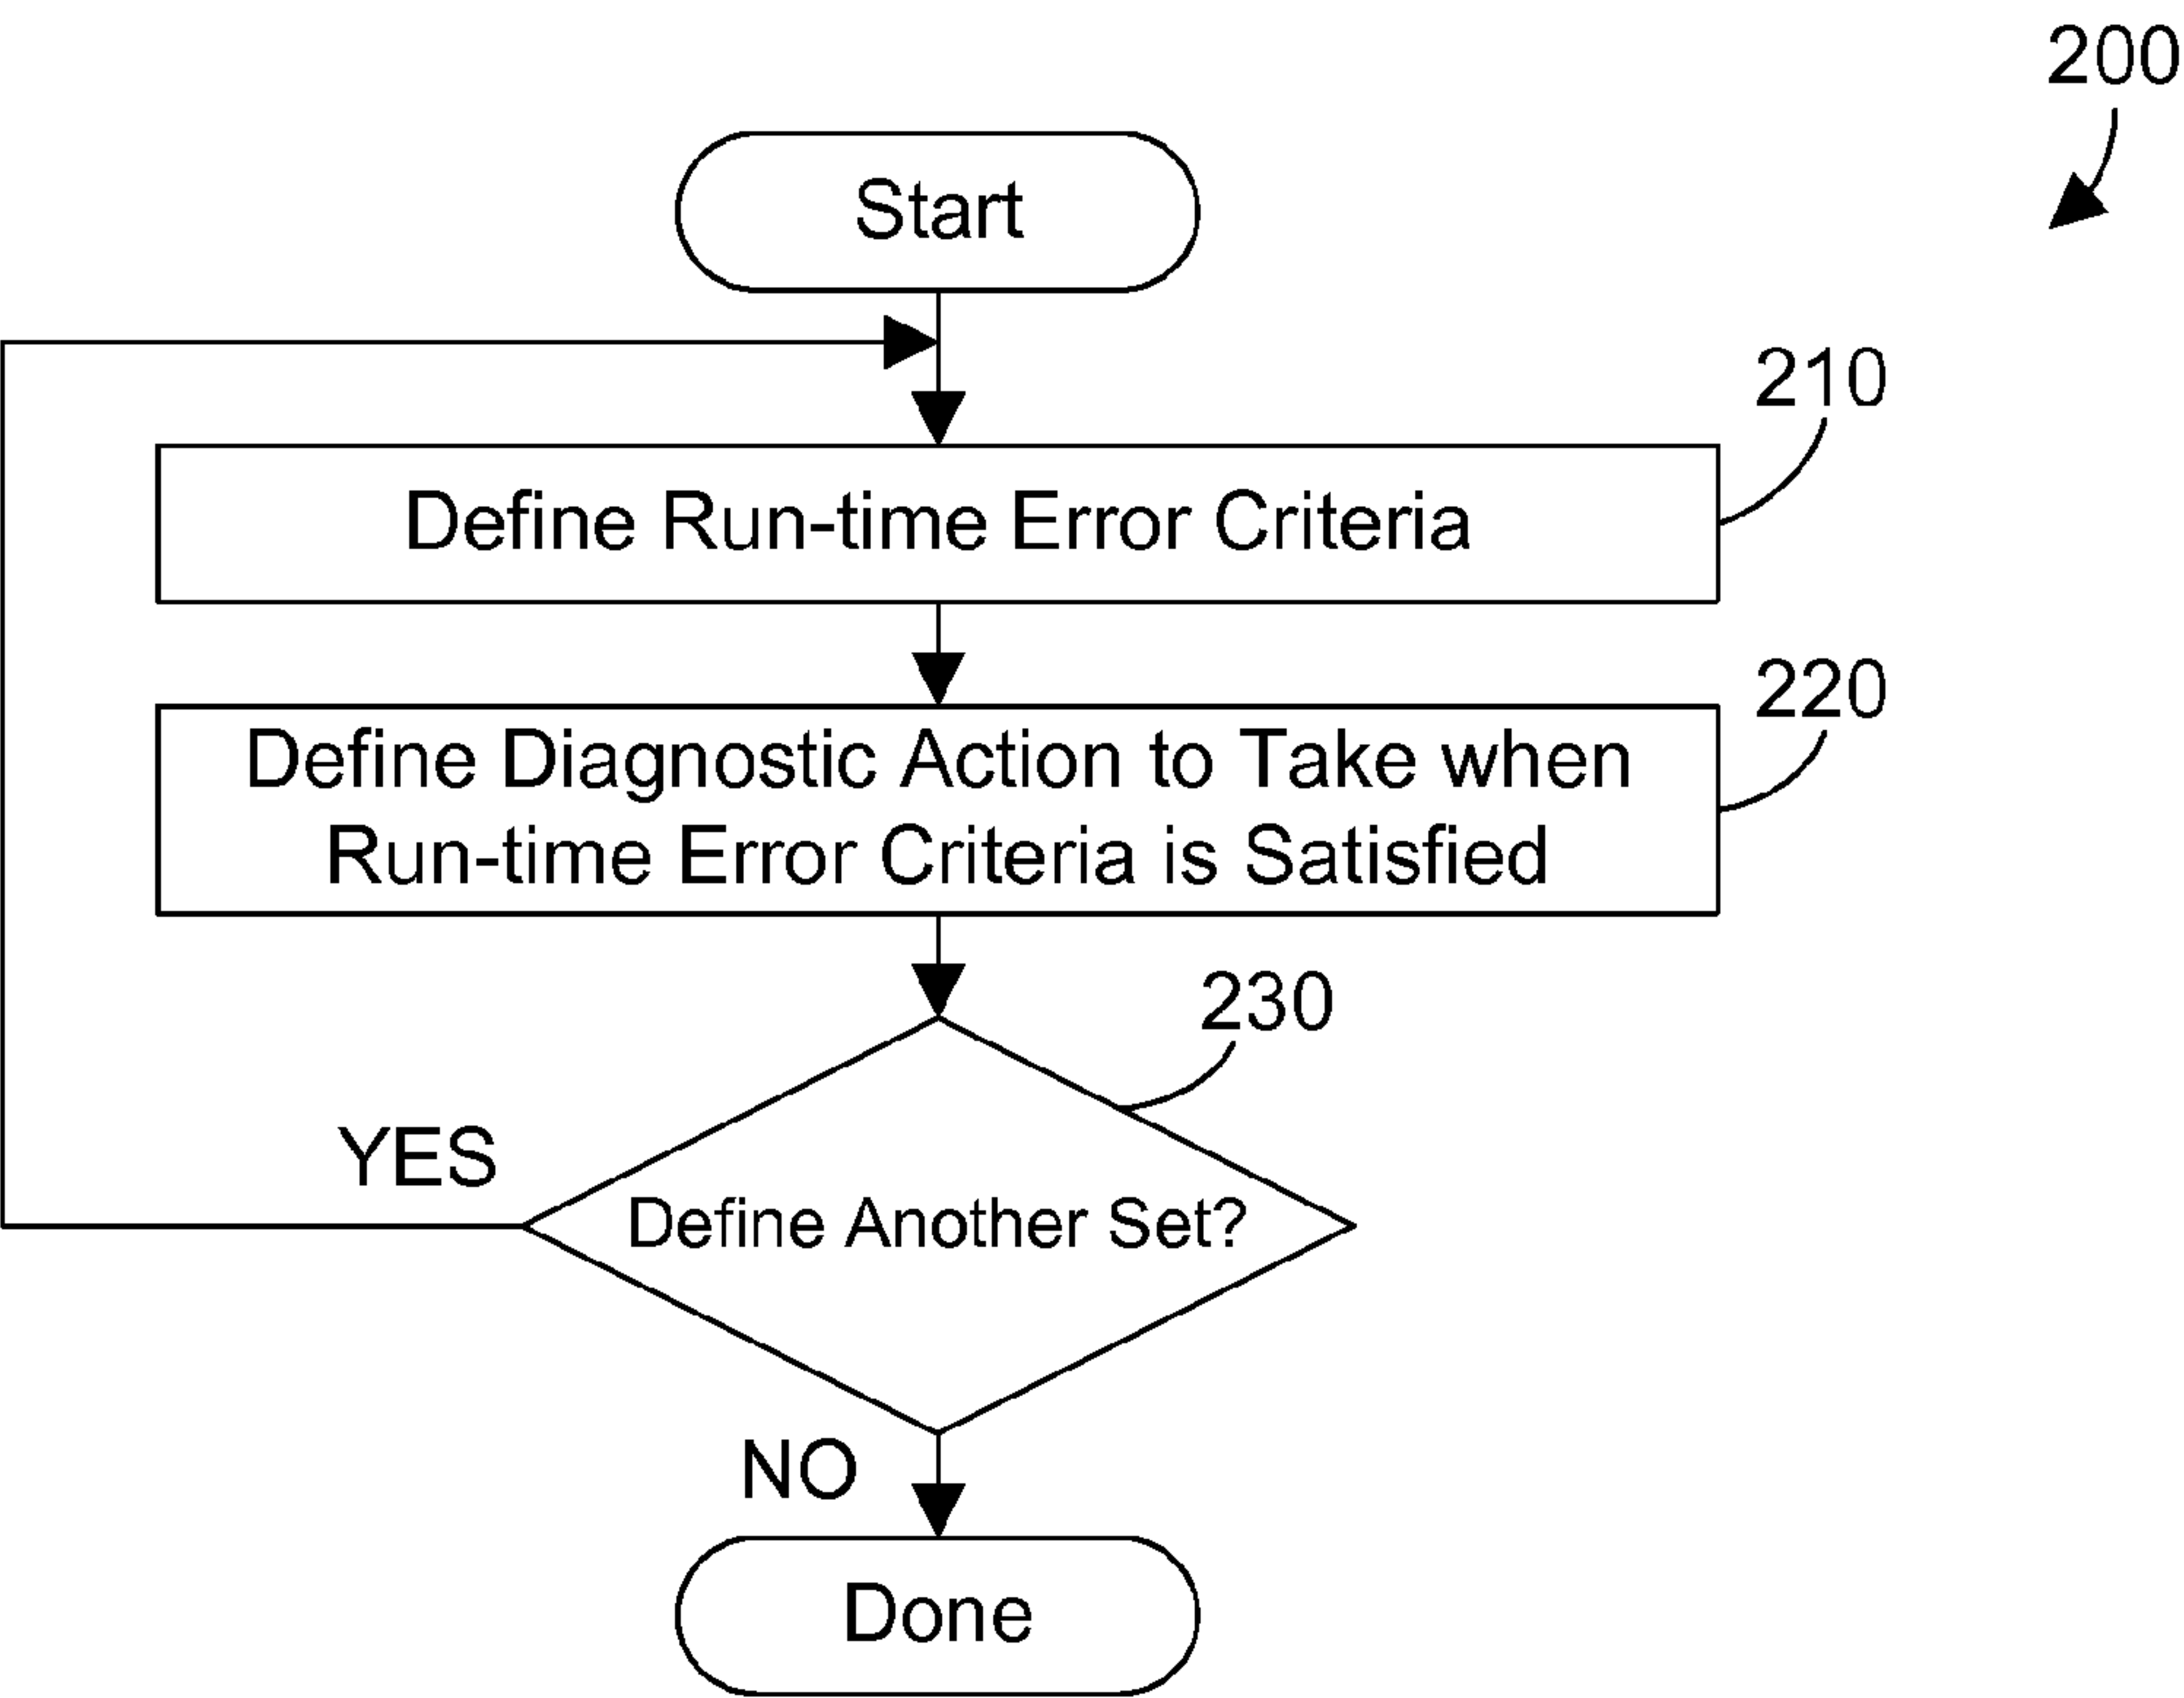 200
Start
210
Define Run-time Error Criteria
220
Define Diagnostic Action to Take when
Run-time Error Criteria is Satisfied
230
YES
Define Another Set?
NO
Done